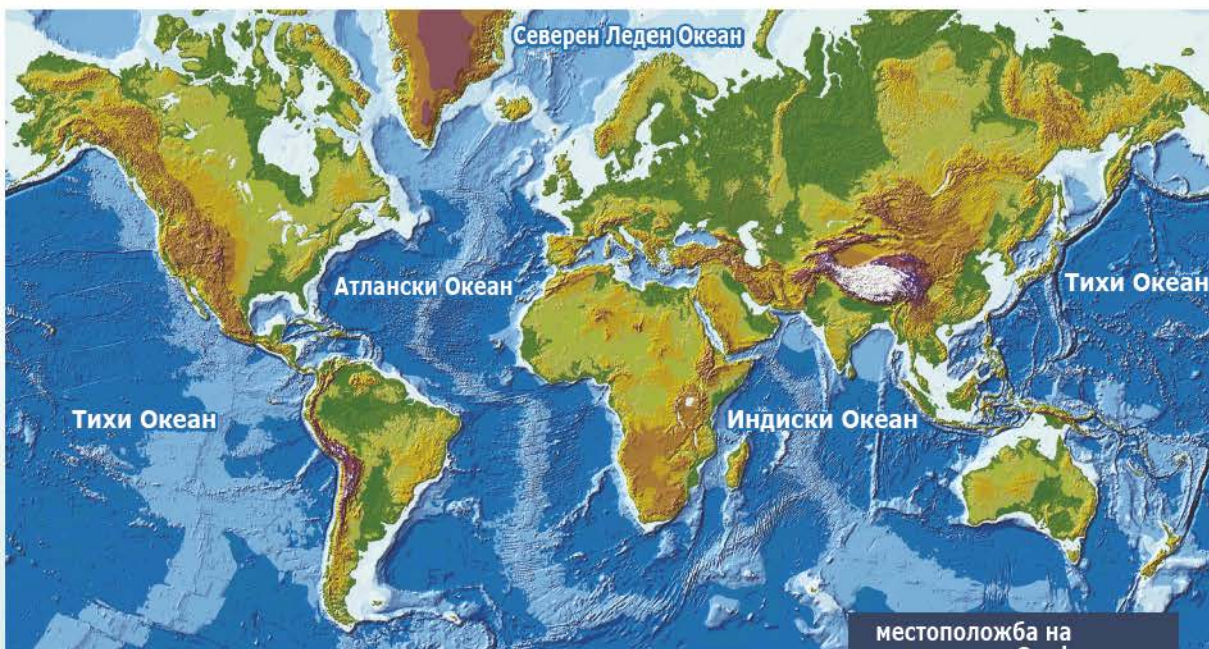 Северен Леден Океан
Атлански Океан
Тихи Океан
Тихи Океан
Индиски Океан
местоположба на